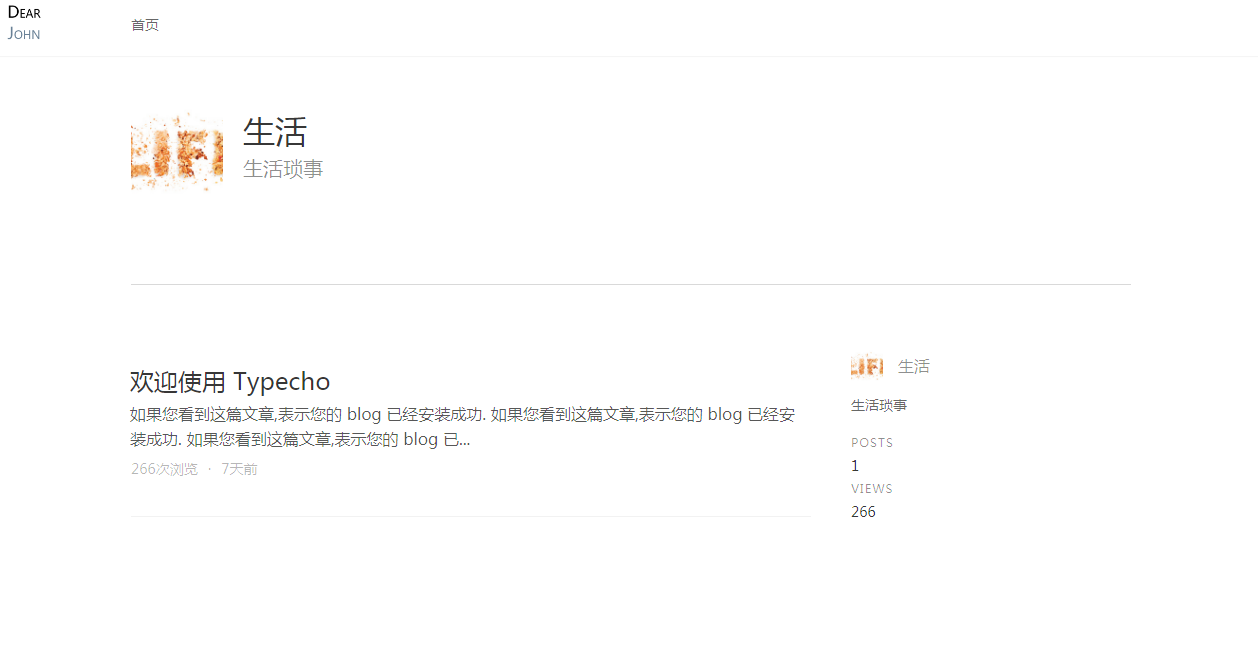 Dear
John
首页
LIFE
生活
生活琐事
欢迎使用 Typecho
如果您看到这篇文章,表示您的 blog 已经安装成功. 如果您看到这篇文章,表示您的 blog 已经安
装成功. 如果您看到这篇文章,表示您的 blog 已...
266次浏览 · 7天前
LIFE
生活
生活琐事
POSTS
1
VIEWS
266